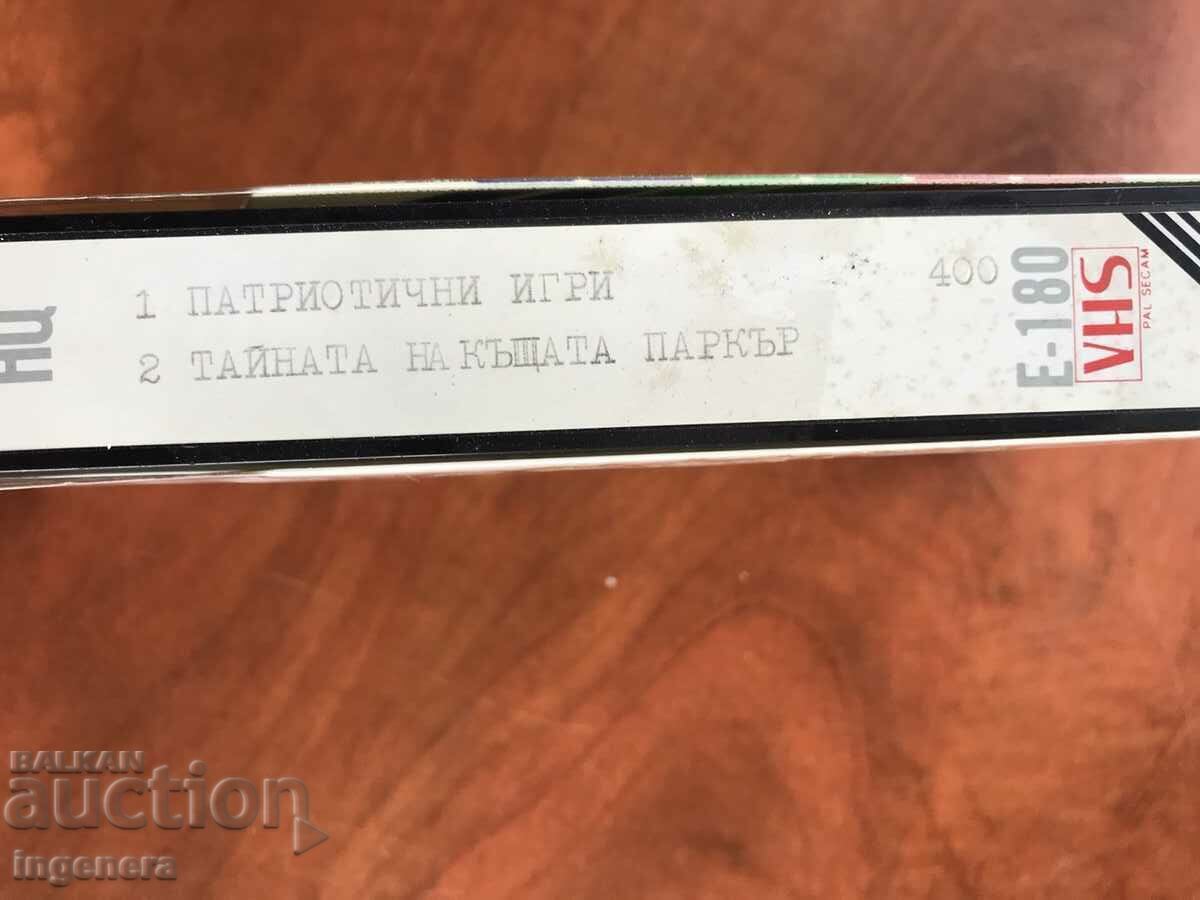 HQ
1 ПАТРИОТИЧНИ ИГРИ 400
2 ТАЙНАТА НА КЪЩАТА ПАРКЪР
E-180
VHS
PAL SECAM
BALKAN
auction
ingenera